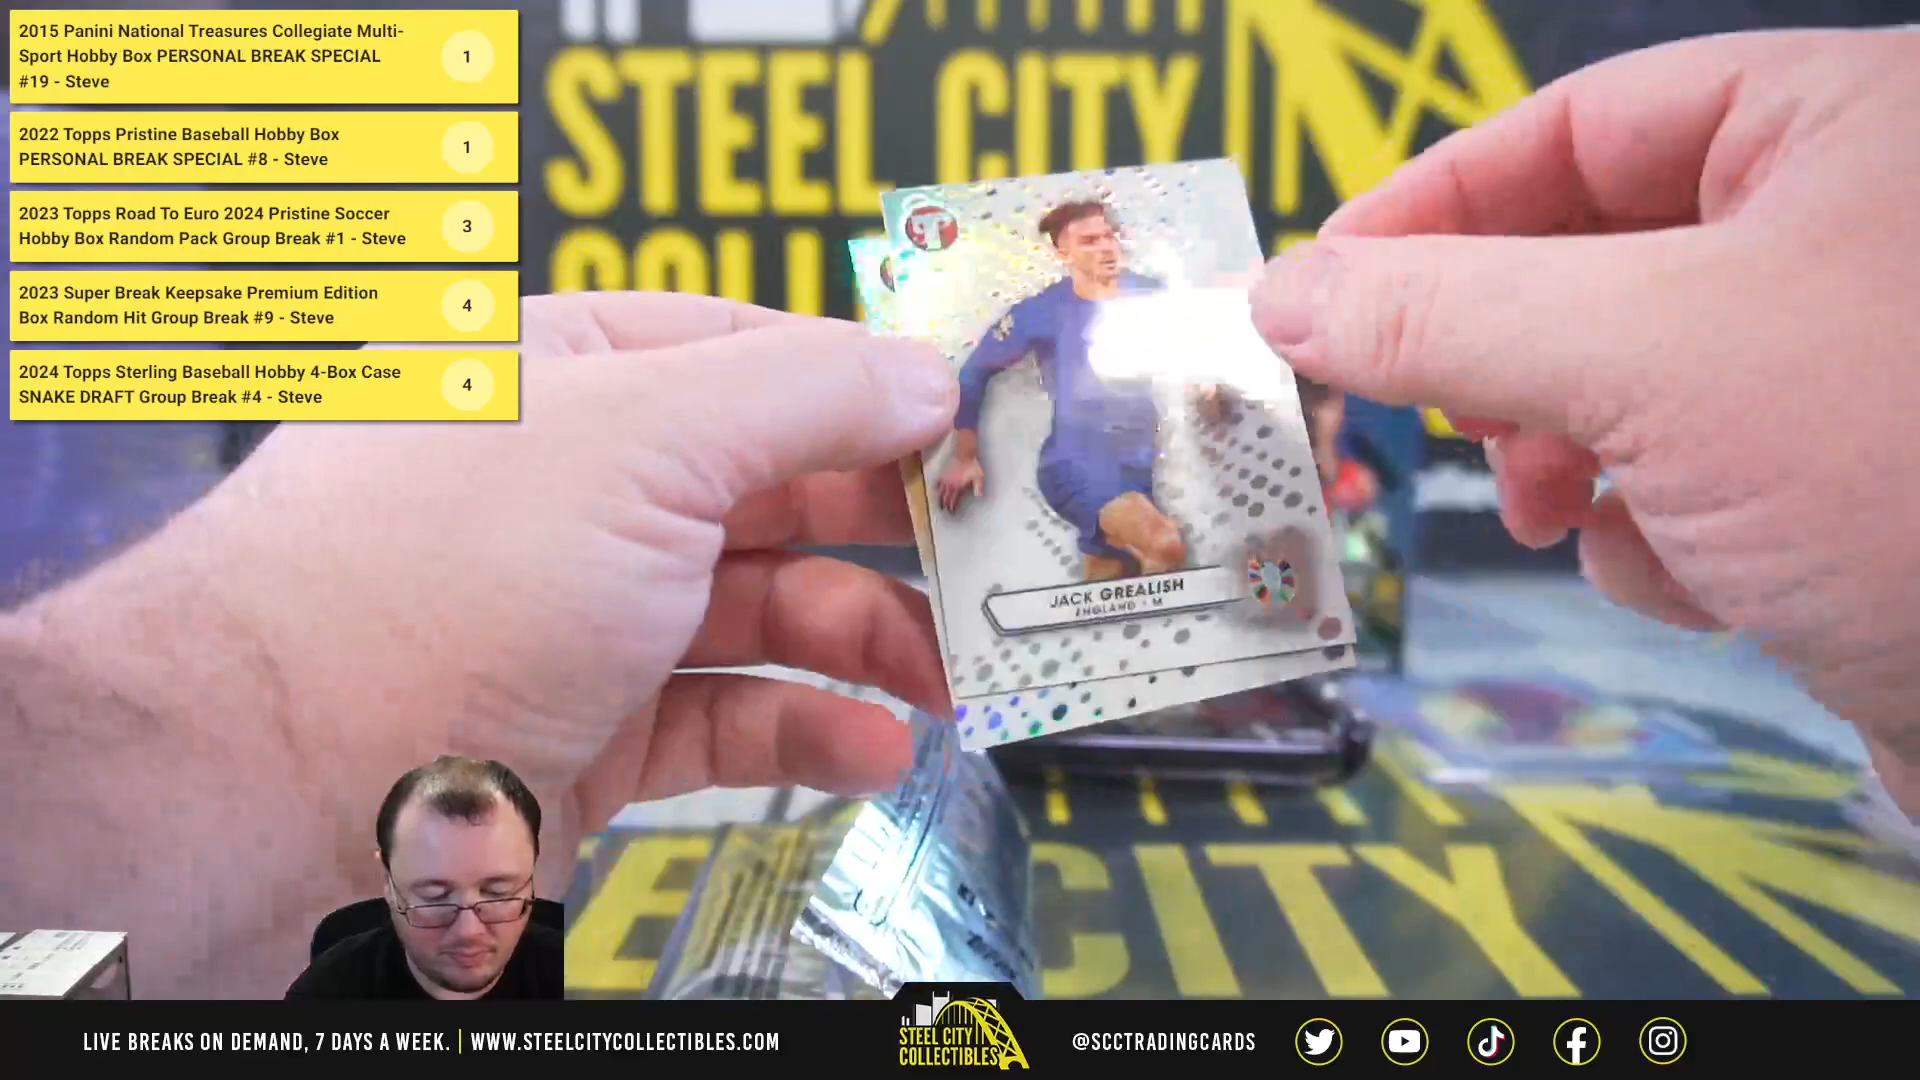 2015 Panini National Treasures Collegiate Multi-
Sport Hobby Box PERSONAL BREAK SPECIAL
#19 - Steve
1
2022 Topps Pristine Baseball Hobby Box
PERSONAL BREAK SPECIAL #8 - Steve
1
2023 Topps Road To Euro 2024 Pristine Soccer
Hobby Box Random Pack Group Break #1 - Steve
3
2023 Super Break Keepsake Premium Edition
Box Random Hit Group Break #9 - Steve
4
2024 Topps Sterling Baseball Hobby 4-Box Case
SNAKE DRAFT Group Break #4 - Steve
4
STEEL CITY
JACK GREALISH
ENGLAND - M
CITY
LIVE BREAKS ON DEMAND, 7 DAYS A WEEK. | WWW.STEELCITYCOLLECTIBLES.COM
STEEL CITY
COLLECTIBLES
@SCCTRADINGCARDS